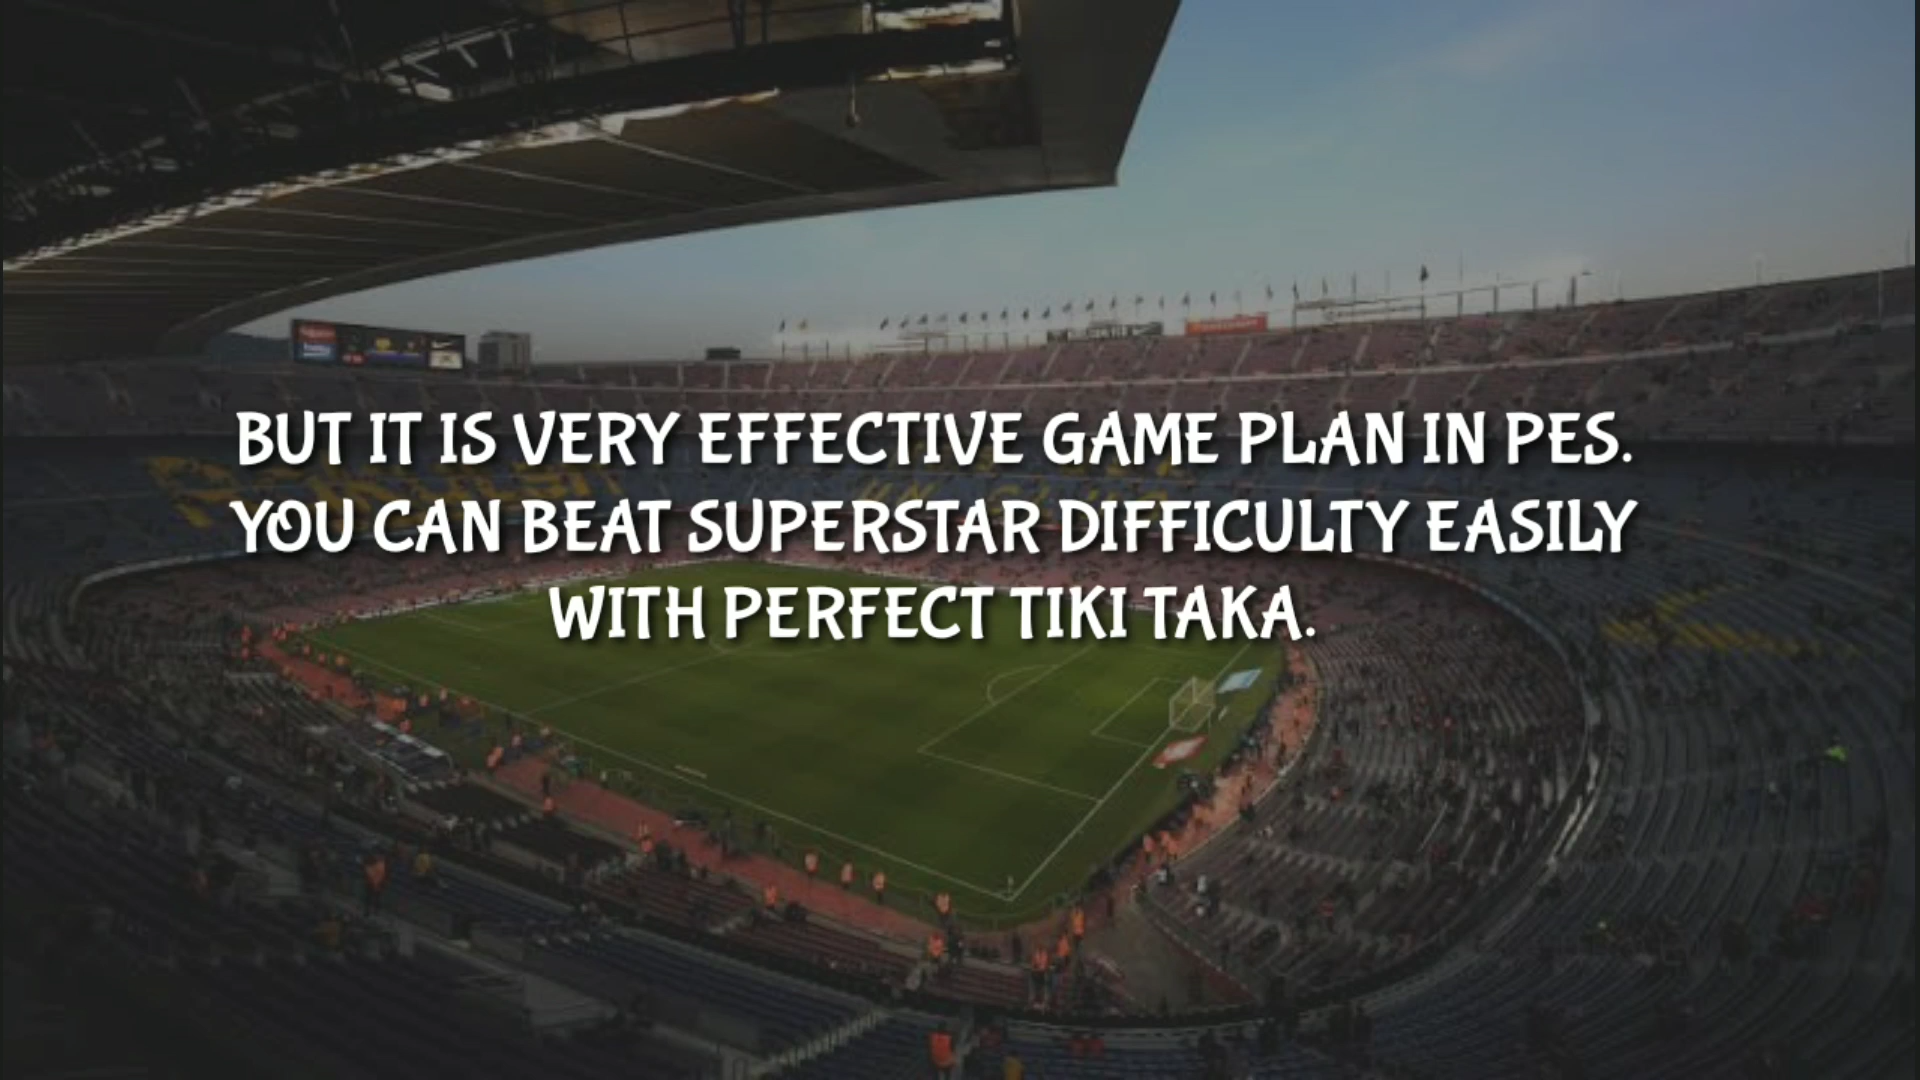 BUT IT IS VERY EFFECTIVE GAME PLAN IN PES.
YOU CAN BEAT SUPERSTAR DIFFICULTY EASILY
WITH PERFECT TIKI TAKA.